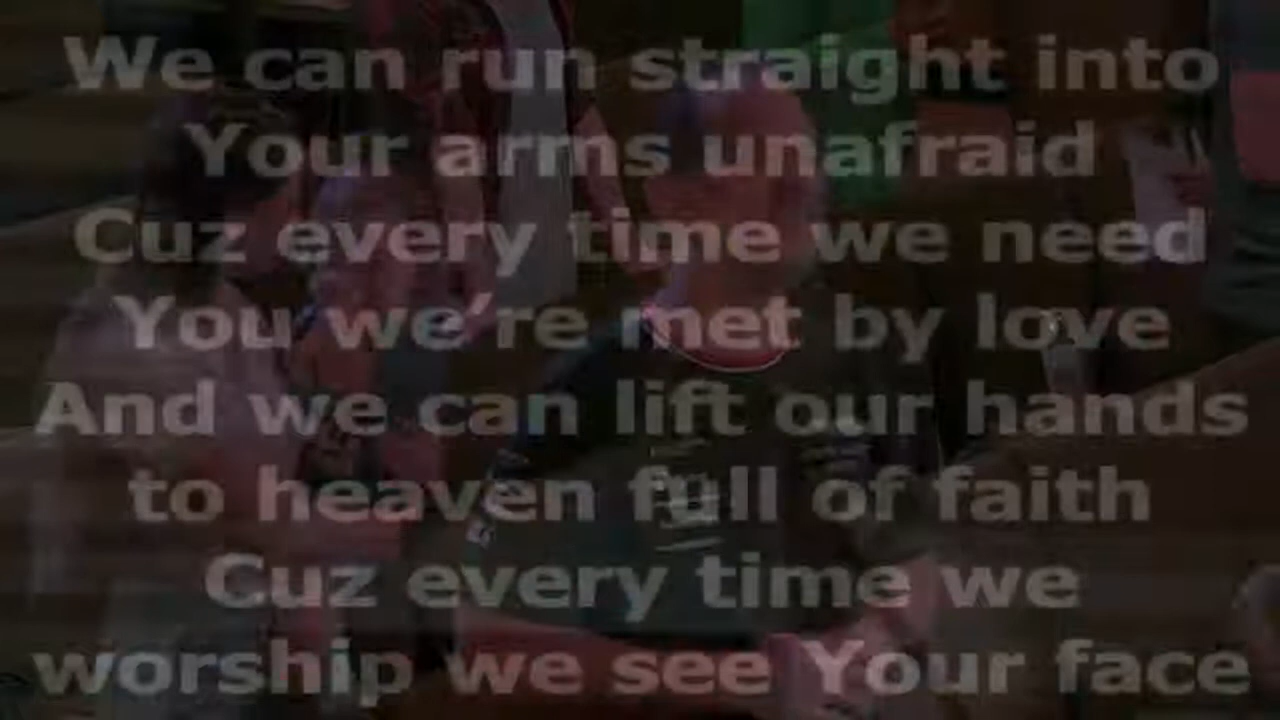 We can run straight into
Your arms unafraid
Cuz every time we need
You we're met by love
And we can lift our hands
to heaven full of faith
Cuz every time we
worship we see Your face